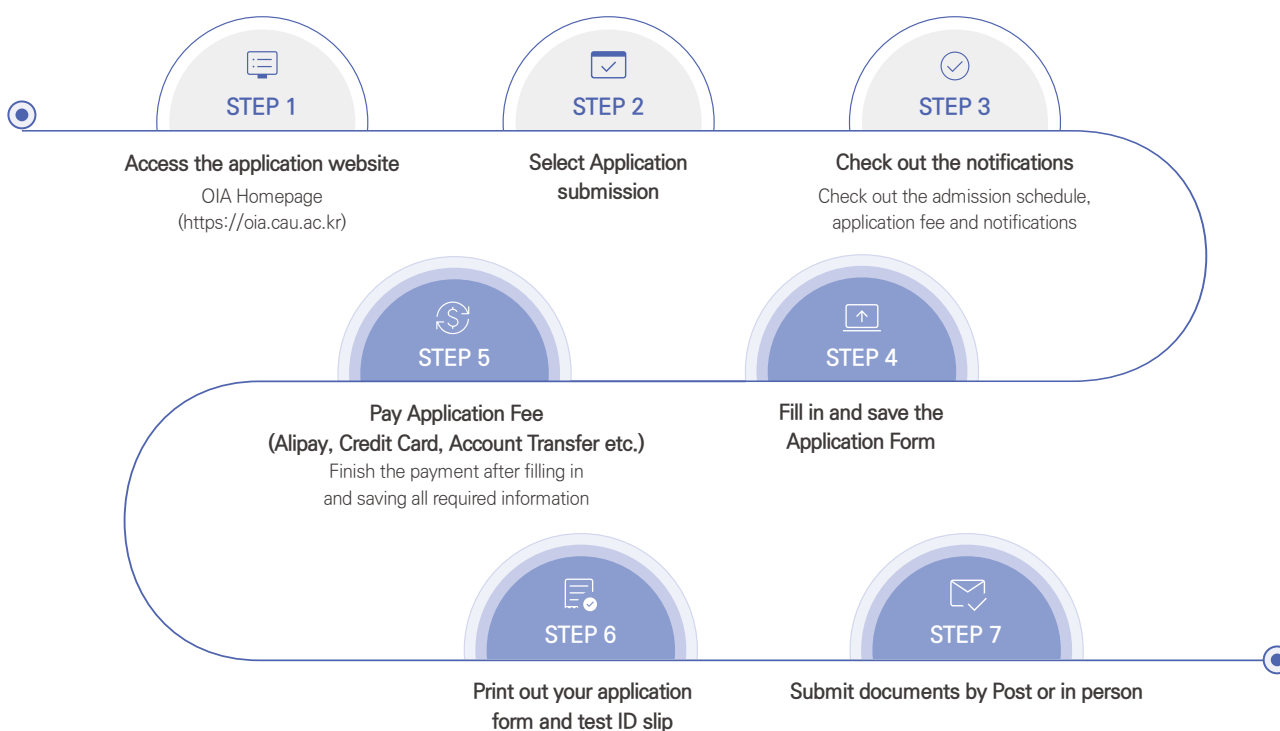 STEP 1
Access the application website
OIA Homepage
(https://oia.cau.ac.kr)
STEP 2
Select Application
submission
STEP 3
Check out the notifications
Check out the admission schedule,
application fee and notifications
STEP 4
Fill in and save the
Application Form
STEP 5
Pay Application Fee
(Alipay, Credit Card, Account Transfer etc.)
Finish the payment after filling in
and saving all required information
STEP 6
Print out your application
form and test ID slip
STEP 7
Submit documents by Post or in person